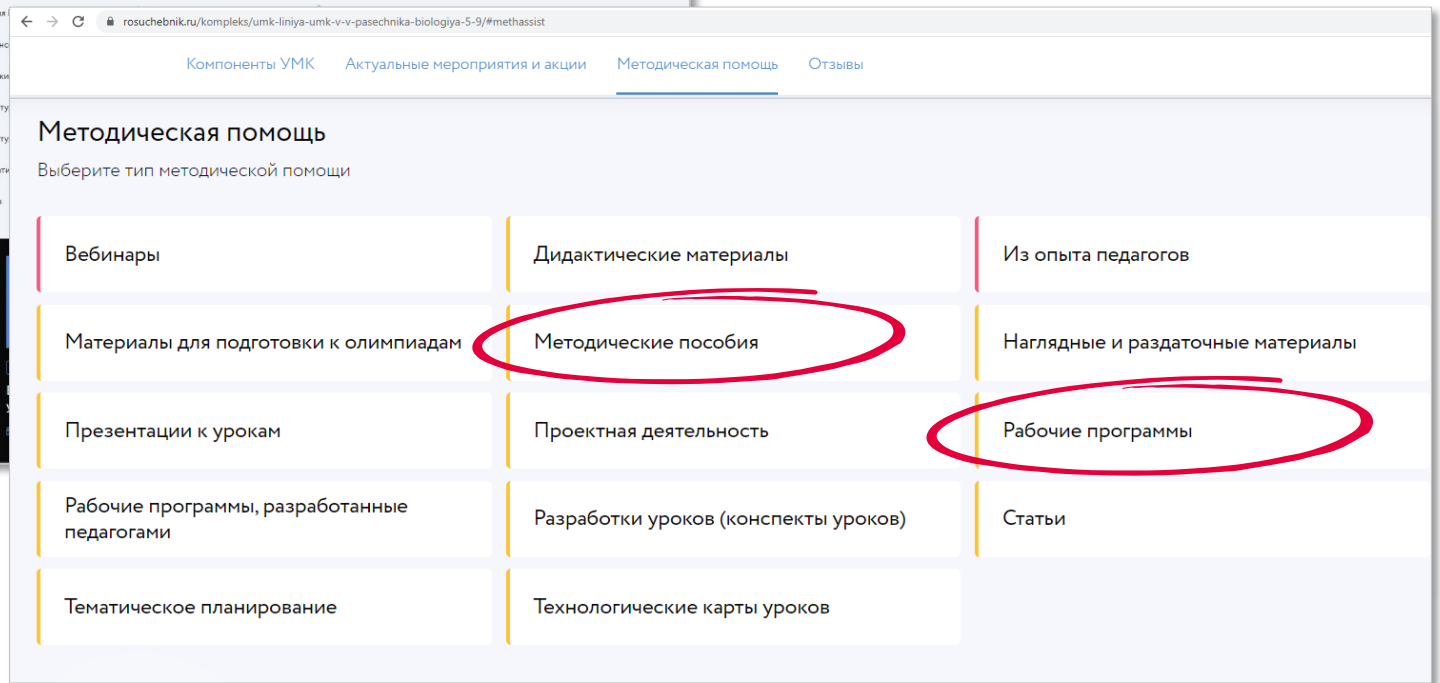 rosuchebnik.ru/kompleks/umk-liniya-umk-v-v-pasechnika-biologiya-5-9/#methassist
Компоненты УМК Актуальные мероприятия и акции Методическая помощь Отзывы
Методическая помощь
Выберите тип методической помощи
Вебинары
Дидактические материалы
Из опыта педагогов
Материалы для подготовки к олимпиадам
Методические пособия
Наглядные и раздаточные материалы
Презентации к урокам
Проектная деятельность
Рабочие программы
Рабочие программы, разработанные
педагогами
Разработки уроков (конспекты уроков)
Статьи
Тематическое планирование
Технологические карты уроков